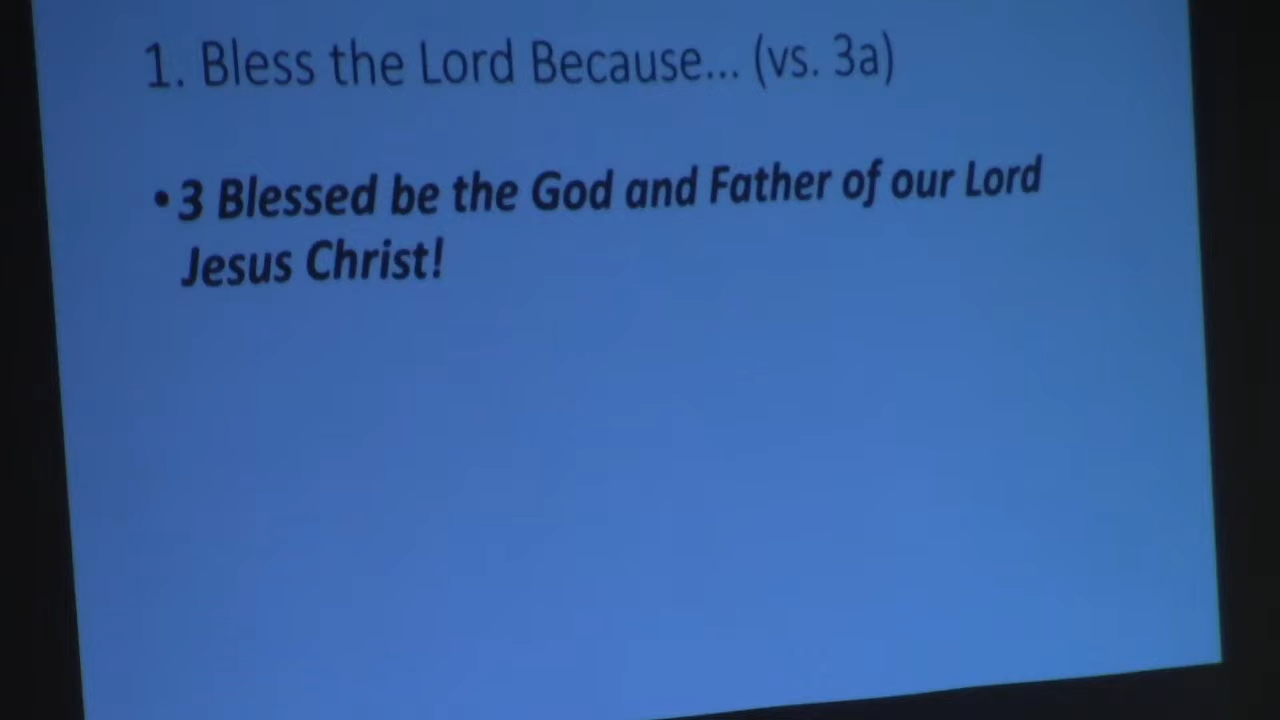 1. Bless the Lord Because... (vs. 3a)
• 3 Blessed be the God and Father of our Lord
Jesus Christ!